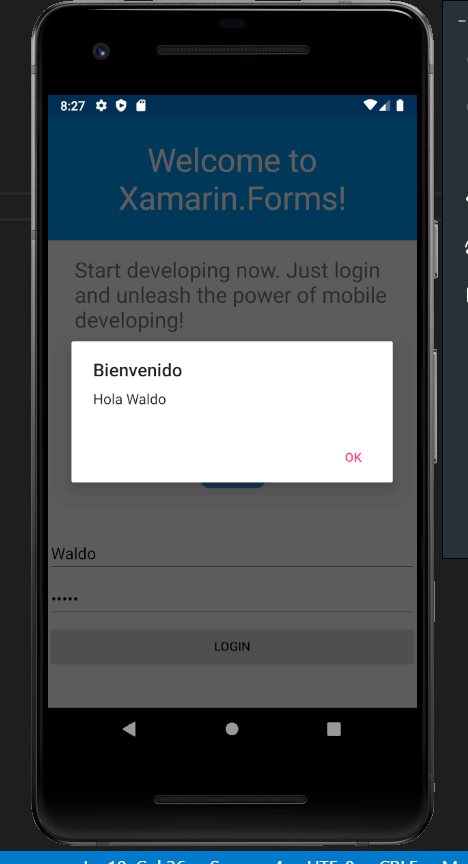 8:27
Welcome to
Xamarin.Forms!
Start developing now. Just login
and unleash the power of mobile
developing!
Bienvenido
Hola Waldo
OK
Waldo
•••••
LOGIN